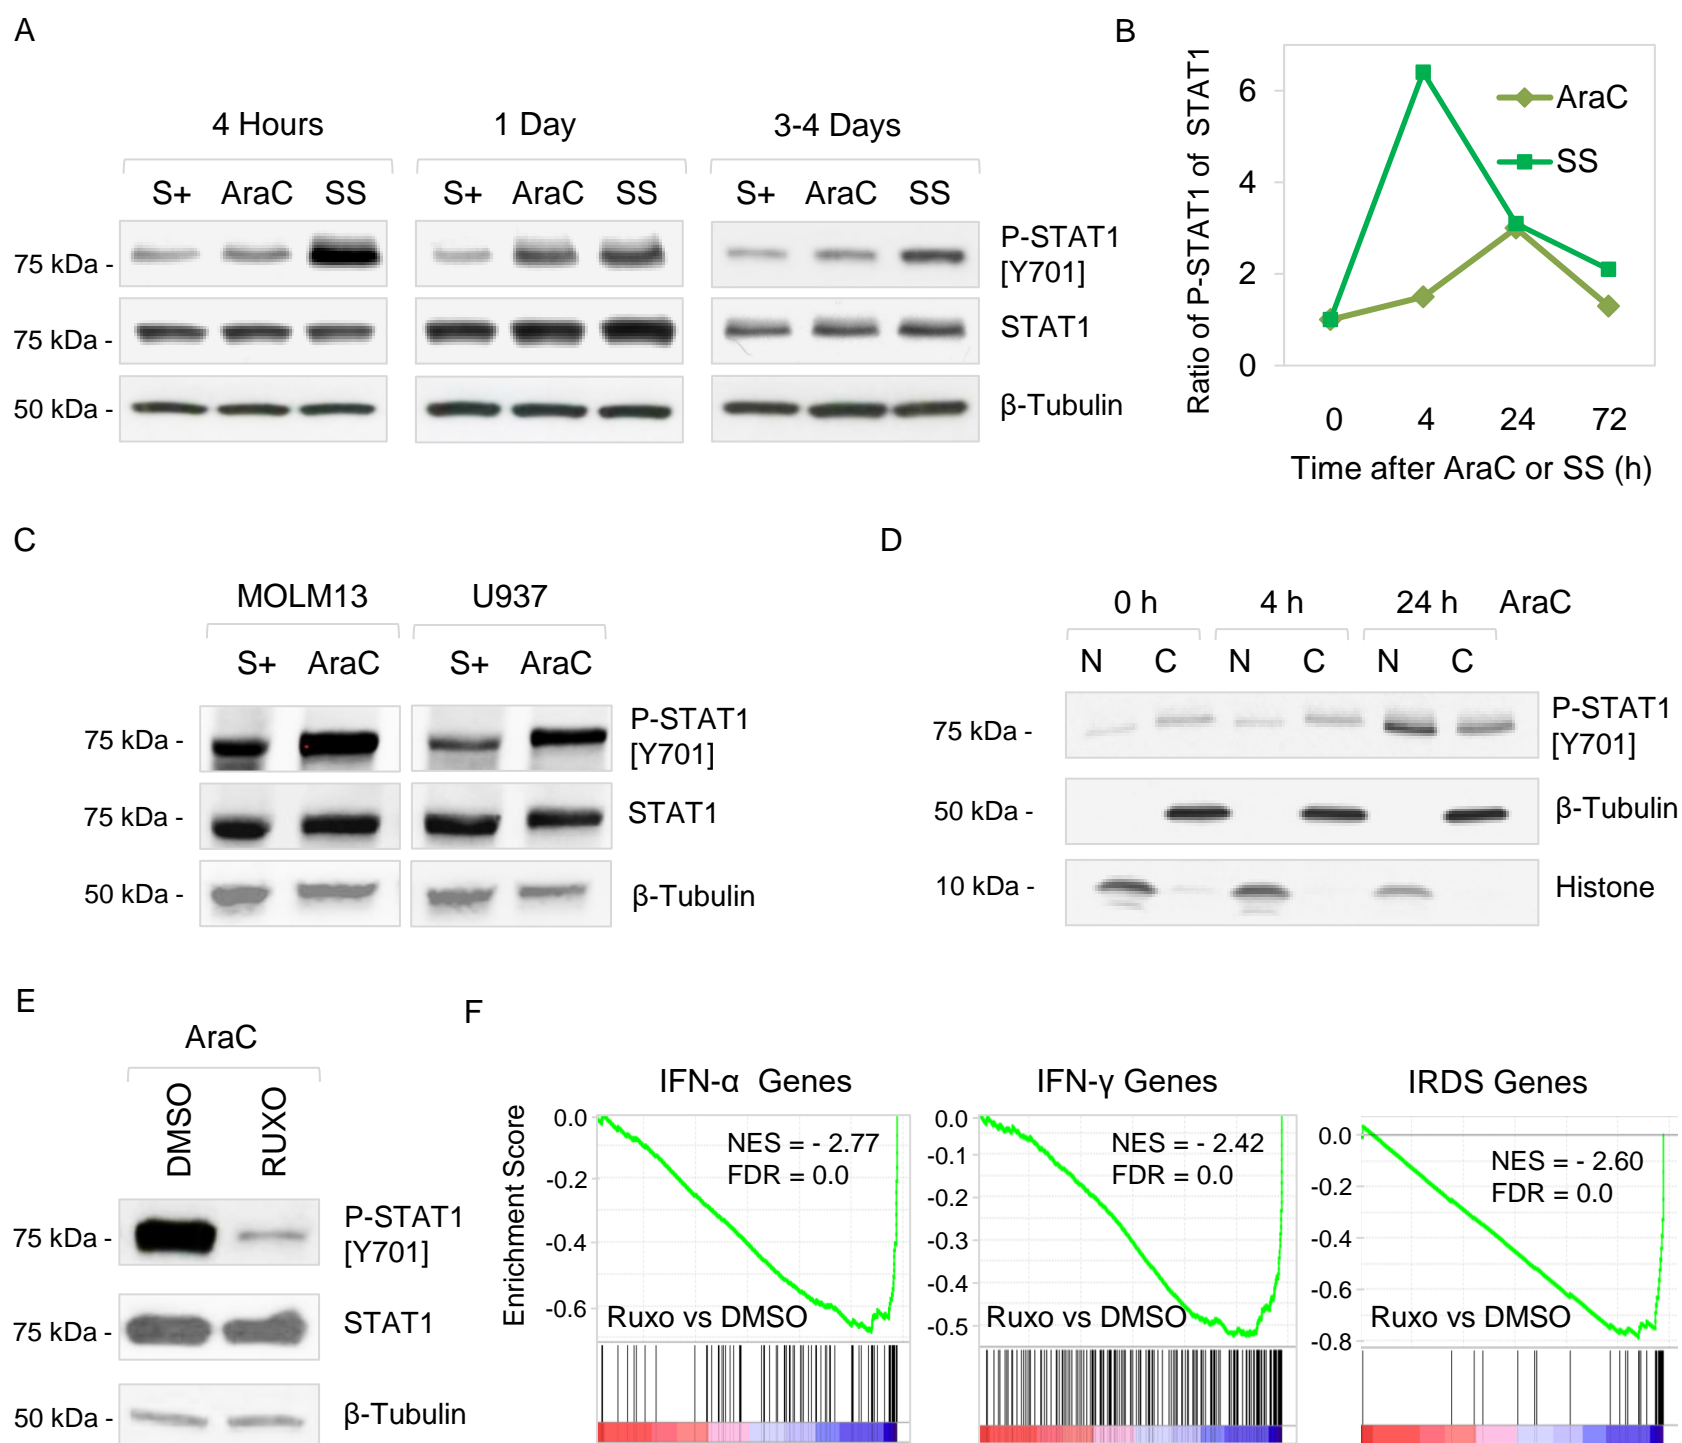 A
4 Hours
1 Day
3-4 Days
S+ AraC SS
S+ AraC SS
S+ AraC SS
75 kDa -
P-STAT1
[Y701]
75 kDa -
STAT1
50 kDa -
β-Tubulin
B
Ratio of P-STAT1 of STAT1
6
4
2
0
AraC
SS
0 4 24 72
Time after AraC or SS (h)
C
MOLM13
U937
S+ AraC
S+ AraC
75 kDa -
P-STAT1
[Y701]
75 kDa -
STAT1
50 kDa -
β-Tubulin
D
0 h 4 h 24 h AraC
N C N C N C
75 kDa -
P-STAT1
[Y701]
50 kDa -
β-Tubulin
10 kDa -
Histone
E
AraC
DMSO
RUXO
75 kDa -
P-STAT1
[Y701]
75 kDa -
STAT1
50 kDa -
β-Tubulin
F
Enrichment Score
IFN-α Genes
0.0
-0.2
-0.4
-0.6
NES = - 2.77
FDR = 0.0
Ruxo vs DMSO
IFN-γ Genes
0.0
-0.1
-0.2
-0.3
-0.4
-0.5
NES = - 2.42
FDR = 0.0
Ruxo vs DMSO
IRDS Genes
0.0
-0.2
-0.4
-0.6
-0.8
NES = - 2.60
FDR = 0.0
Ruxo vs DMSO